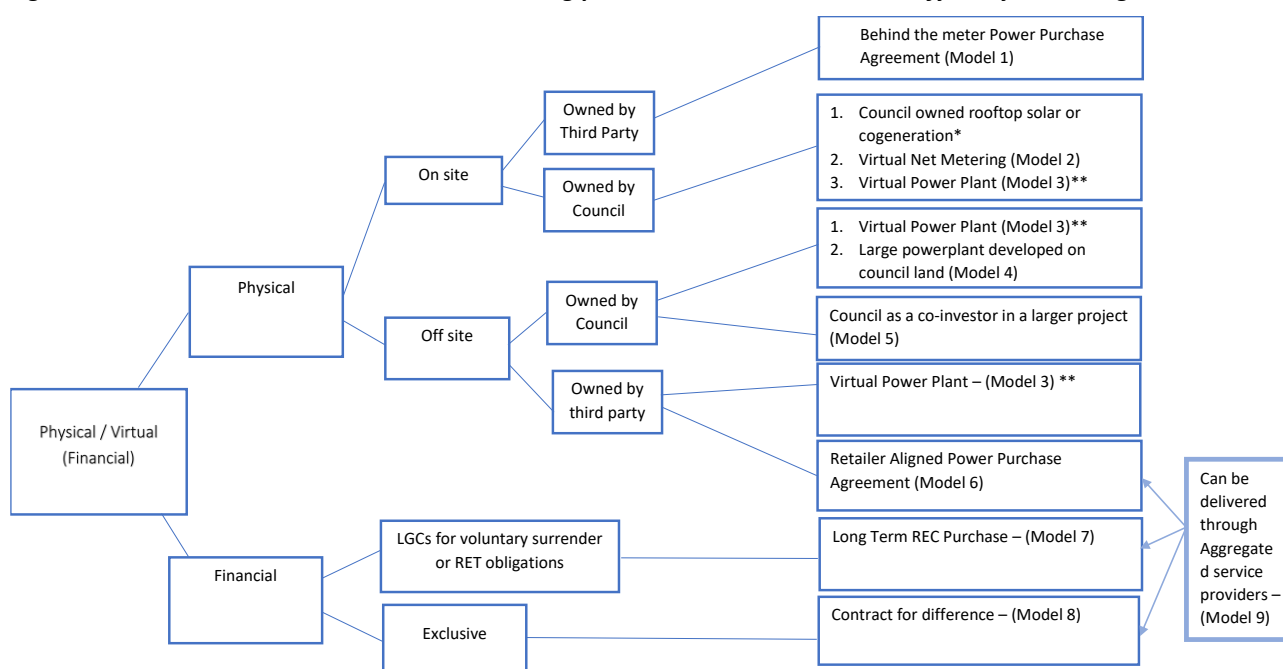 Behind the meter Power Purchase
Agreement (Model 1)
Owned by
Third Party
1. Council owned rooftop solar or
cogeneration*
2. Virtual Net Metering (Model 2)
3. Virtual Power Plant (Model 3)**
On site
Owned by
Council
1. Virtual Power Plant (Model 3)**
2. Large powerplant developed on
council land (Model 4)
Physical
Owned by
Council
Off site
Council as a co-investor in a larger project
(Model 5)
Owned by
third party
Virtual Power Plant – (Model 3) **
Physical / Virtual
(Financial)
Retailer Aligned Power Purchase
Agreement (Model 6)
Can be
delivered
through
Aggregate
d service
providers –
(Model 9)
LGCs for voluntary surrender
or RET obligations
Long Term REC Purchase – (Model 7)
Financial
Exclusive
Contract for difference – (Model 8)